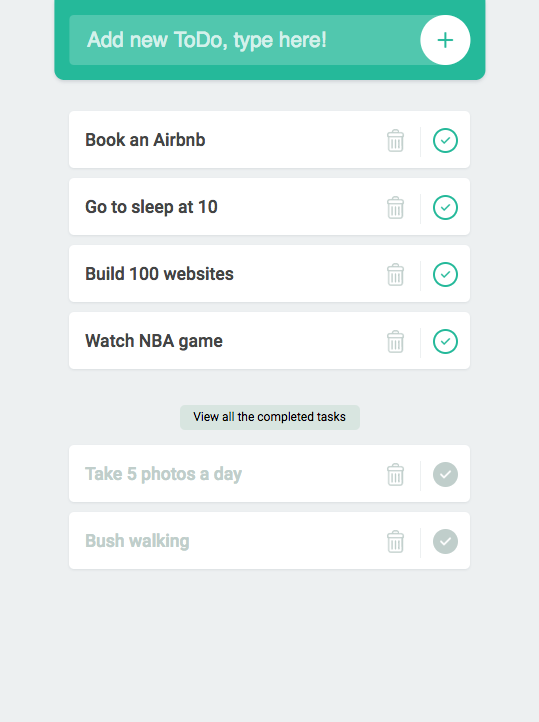 Add new ToDo, type here!
Book an Airbnb
Go to sleep at 10
Build 100 websites
Watch NBA game
View all the completed tasks
Take 5 photos a day
Bush walking